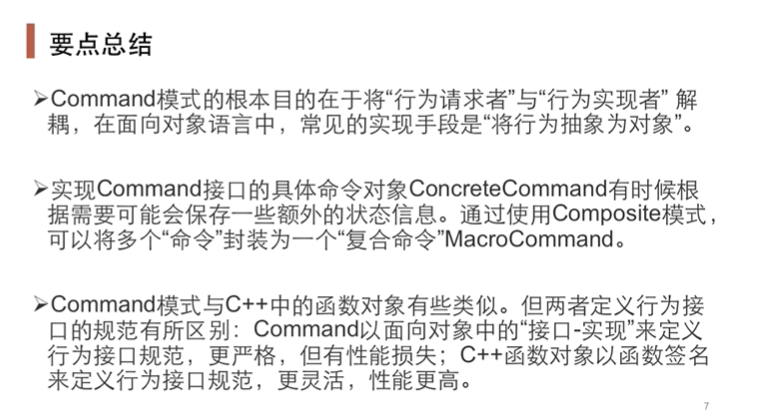 要点总结
➢Command模式的根本目的在于将“行为请求者”与“行为实现者” 解
耦，在面向对象语言中，常见的实现手段是“将行为抽象为对象”。
➢实现Command接口的具体命令对象ConcreteCommand有时候根
据需要可能会保存一些额外的状态信息。通过使用Composite模式，
可以将多个“命令”封装为一个“复合命令”MacroCommand。
➢Command模式与C++中的函数对象有些类似。但两者定义行为接
口的规范有所区别：Command以面向对象中的“接口-实现”来定义
行为接口规范，更严格，但有性能损失；C++函数对象以函数签名
来定义行为接口规范，更灵活，性能更高。
7